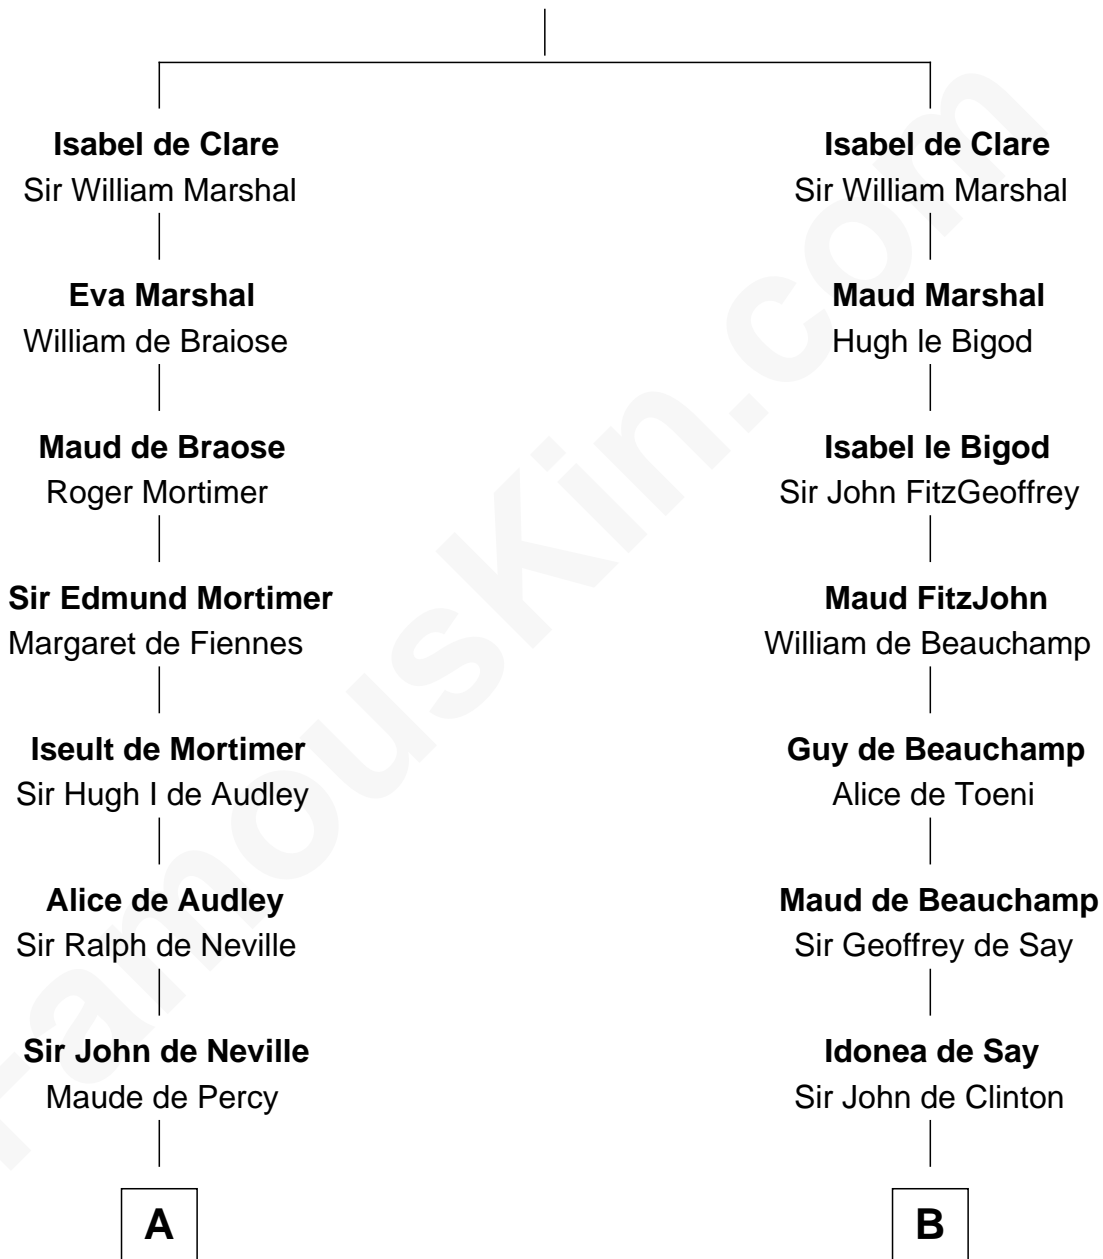 Isabel de Clare
Sir William Marshal
Eva Marshal
William de Braiose
Maud de Braose
Roger Mortimer
Sir Edmund Mortimer
Margaret de Fiennes
Iseult de Mortimer
Sir Hugh I de Audley
Alice de Audley
Sir Ralph de Neville
Sir John de Neville
Maude de Percy
A
Isabel de Clare
Sir William Marshal
Maud Marshal
Hugh le Bigod
Isabel le Bigod
Sir John FitzGeoffrey
Maud FitzJohn
William de Beauchamp
Guy de Beauchamp
Alice de Toeni
Maud de Beauchamp
Sir Geoffrey de Say
Idonea de Say
Sir John de Clinton
B
FamousKin.com